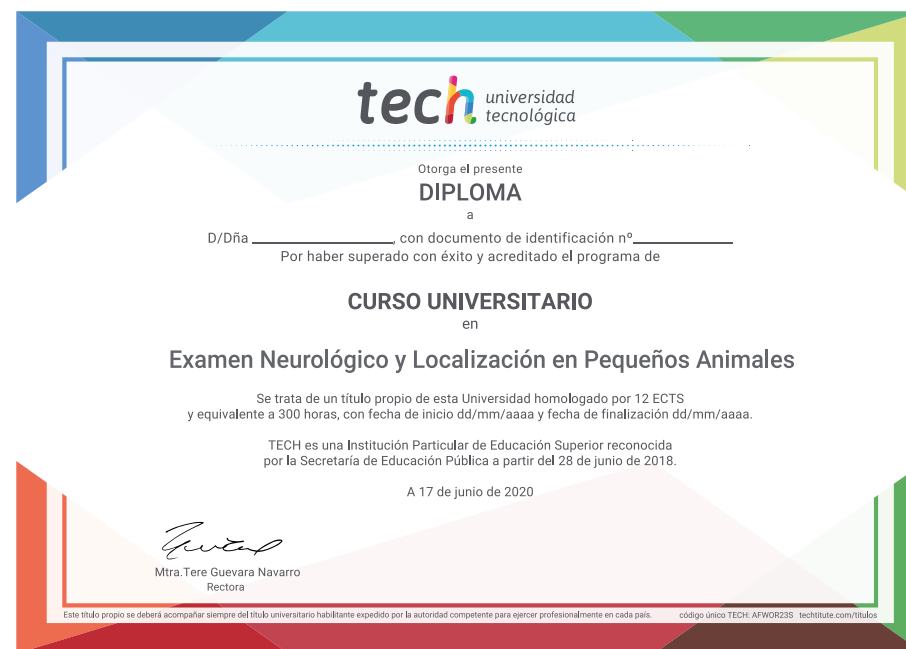 tech universidad
tecnológica
Otorga el presente
DIPLOMA
a
D/Dña ____________________, con documento de identificación nº______________
Por haber superado con éxito y acreditado el programa de
CURSO UNIVERSITARIO
en
Examen Neurológico y Localización en Pequeños Animales
Se trata de un título propio de esta Universidad homologado por 12 ECTS
y equivalente a 300 horas, con fecha de inicio dd/mm/aaaa y fecha de finalización dd/mm/aaaa.
TECH es una Institución Particular de Educación Superior reconocida
por la Secretaría de Educación Pública a partir del 28 de junio de 2018.
A 17 de junio de 2020
Mtra.Tere Guevara Navarro
Rectora
Este título propio se deberá acompañar siempre del título universitario habilitante expedido por la autoridad competente para ejercer profesionalmente en cada país. código único TECH: AFWOR23S techtitute.com/titulos